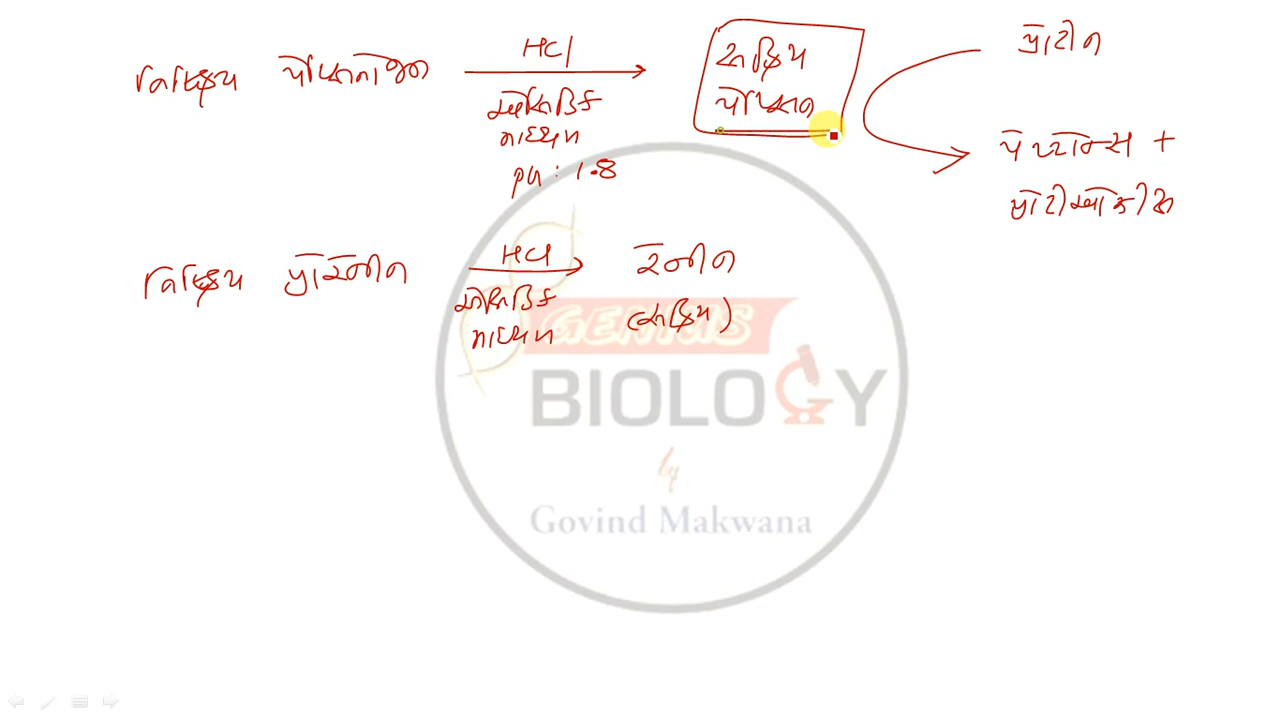 નિષ્ક્રિય પેપ્સીનોજન
HCl
એસિડિક
માધ્યમ
pH : 1.8
સક્રિય
પેપ્સીન
પ્રોટીન
પેપ્ટોન્સ +
પ્રોટીઓઝીસ
નિષ્ક્રિય પ્રોરેનીન
HCl
એસિડિક
માધ્યમ
રેનીન
(સક્રિય)
GENIUS
BIOLOGY
by
Govind Makwana